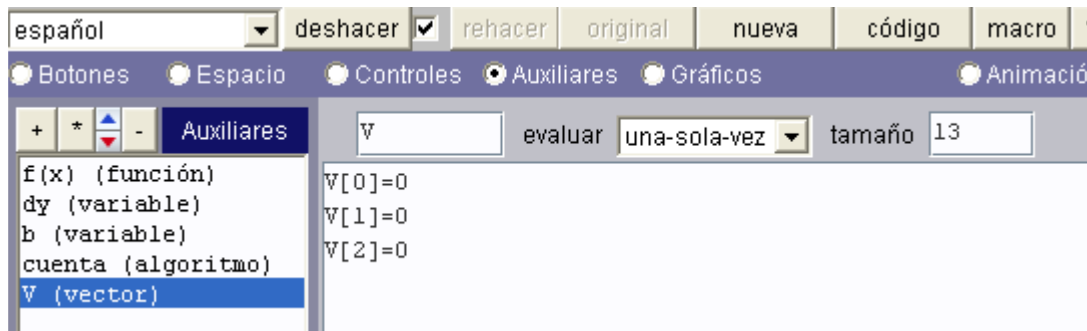 español deshacer rehacer original nueva código macro
Botones Espacio Controles Auxiliares Gráficos Animació
+ * - Auxiliares V evaluar una-sola-vez tamaño 13
f(x) (función)
dy (variable)
b (variable)
cuenta (algoritmo)
V (vector)
V[0]=0
V[1]=0
V[2]=0